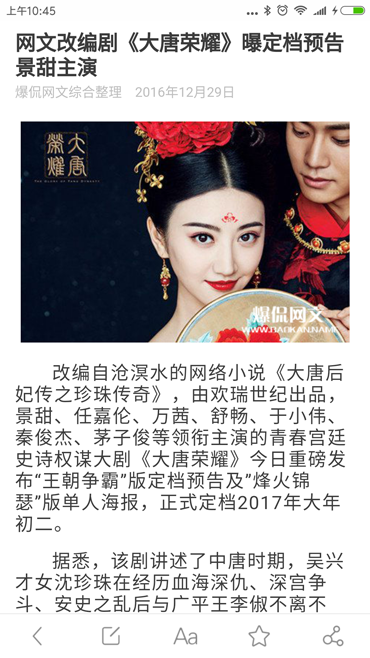 上午10:45
网文改编剧《大唐荣耀》曝定档预告
景甜主演
爆侃网文综合整理 2016年12月29日
大唐
榮耀
爆侃网文
WWW.BAOKAN.NAME
改编自沧溟水的网络小说《大唐后
妃传之珍珠传奇》，由欢瑞世纪出品，
景甜、任嘉伦、万茜、舒畅、于小伟、
秦俊杰、茅子俊等领衔主演的青春宫廷
史诗权谋大剧《大唐荣耀》今日重磅发
布“王朝争霸”版定档预告及”烽火锦
瑟”版单人海报，正式定档2017年大年
初二。
据悉，该剧讲述了中唐时期，吴兴
才女沈珍珠在经历血海深仇、深宫争
斗、安史之乱后与广平王李俶不离不
Aa